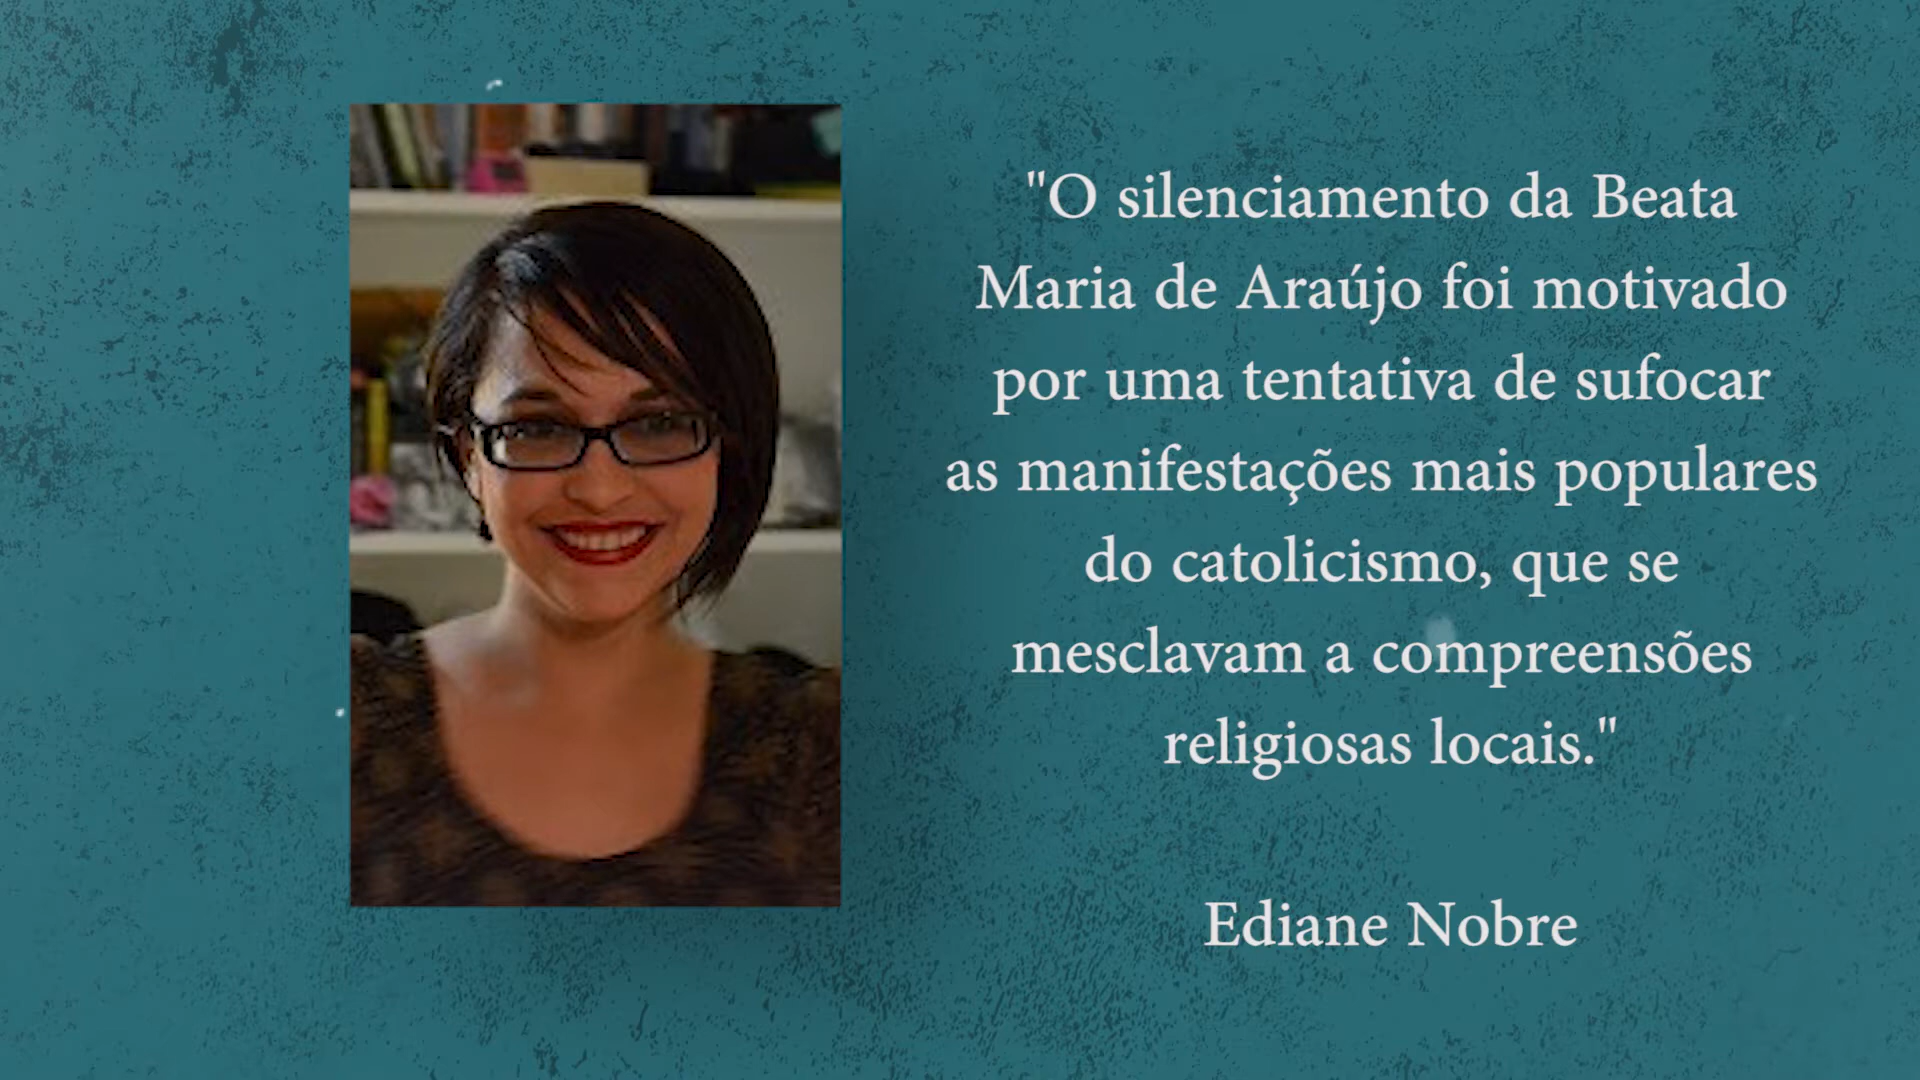 "O silenciamento da Beata
Maria de Araújo foi motivado
por uma tentativa de sufocar
as manifestações mais populares
do catolicismo, que se
mesclavam a compreensões
religiosas locais."
Ediane Nobre